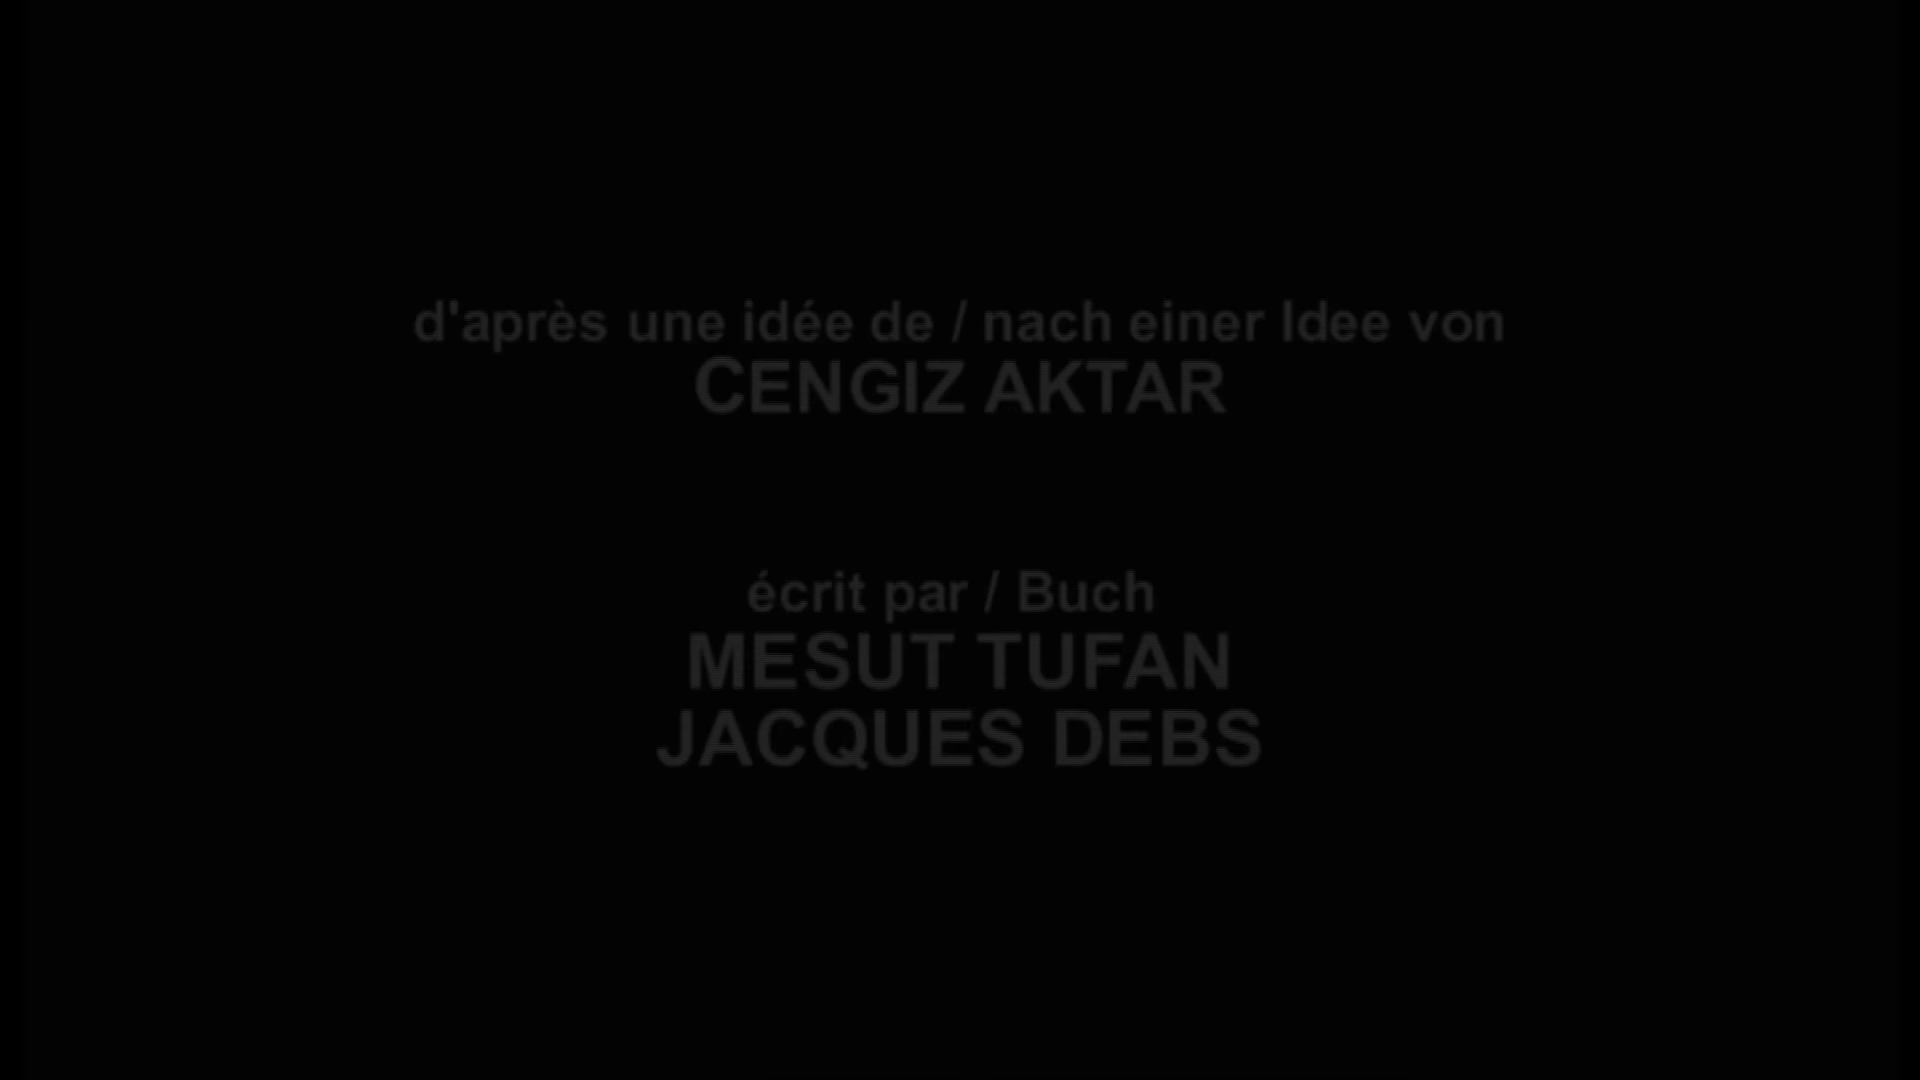 d'après une idée de / nach einer Idee von
CENGIZ AKTAR
écrit par / Buch
MESUT TUFAN
JACQUES DEBS